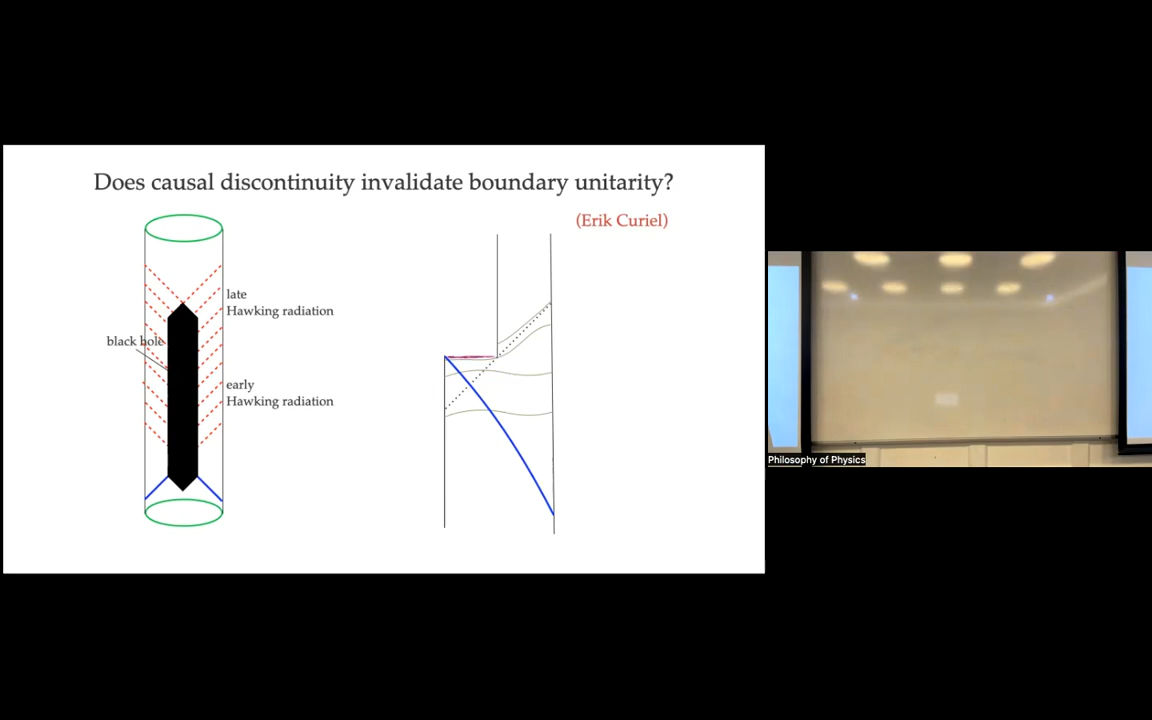 Does causal discontinuity invalidate boundary unitarity?
(Erik Curiel)
late
Hawking radiation
black hole
early
Hawking radiation
Philosophy of Physics